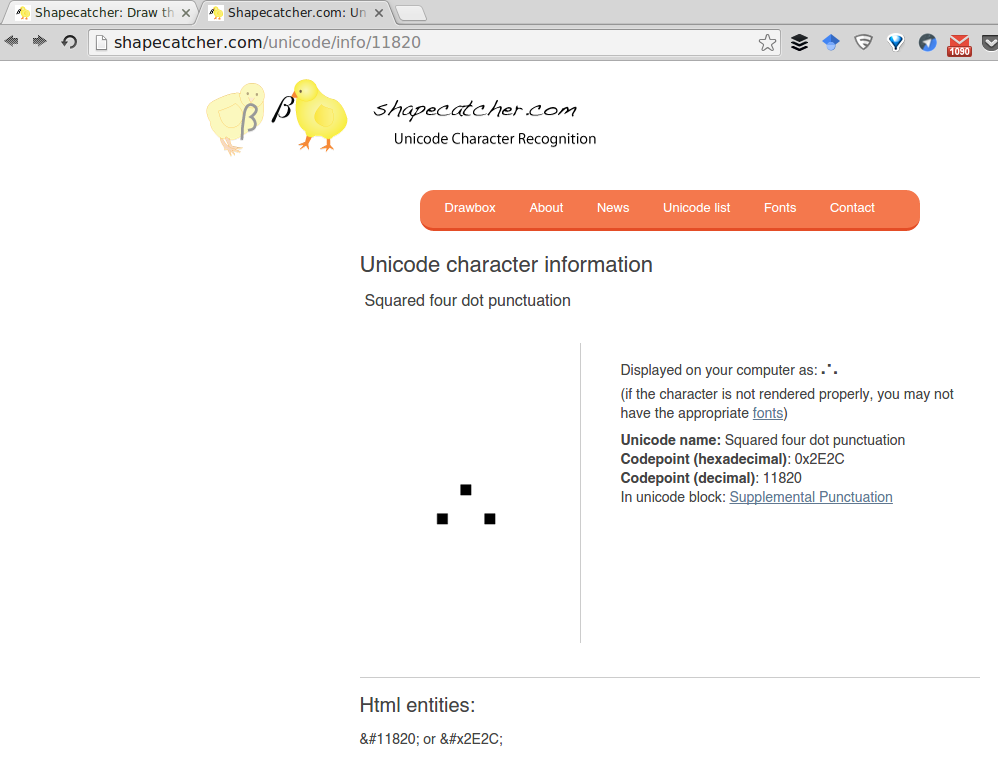 Shapecatcher: Draw th
Shapecatcher.com: Un
shapecatcher.com/unicode/info/11820
1090
β β
shapecatcher.com
Unicode Character Recognition
Drawbox About News Unicode list Fonts Contact
Unicode character information
Squared four dot punctuation
Displayed on your computer as: ⸪
(if the character is not rendered properly, you may not
have the appropriate fonts)
Unicode name: Squared four dot punctuation
Codepoint (hexadecimal): 0x2E2C
Codepoint (decimal): 11820
In unicode block: Supplemental Punctuation
Html entities:
&#11820; or &#x2E2C;